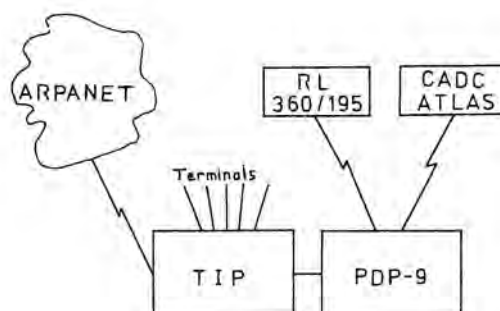 ARPANET
RL
360/195
CADC
ATLAS
Terminals
TIP
PDP-9